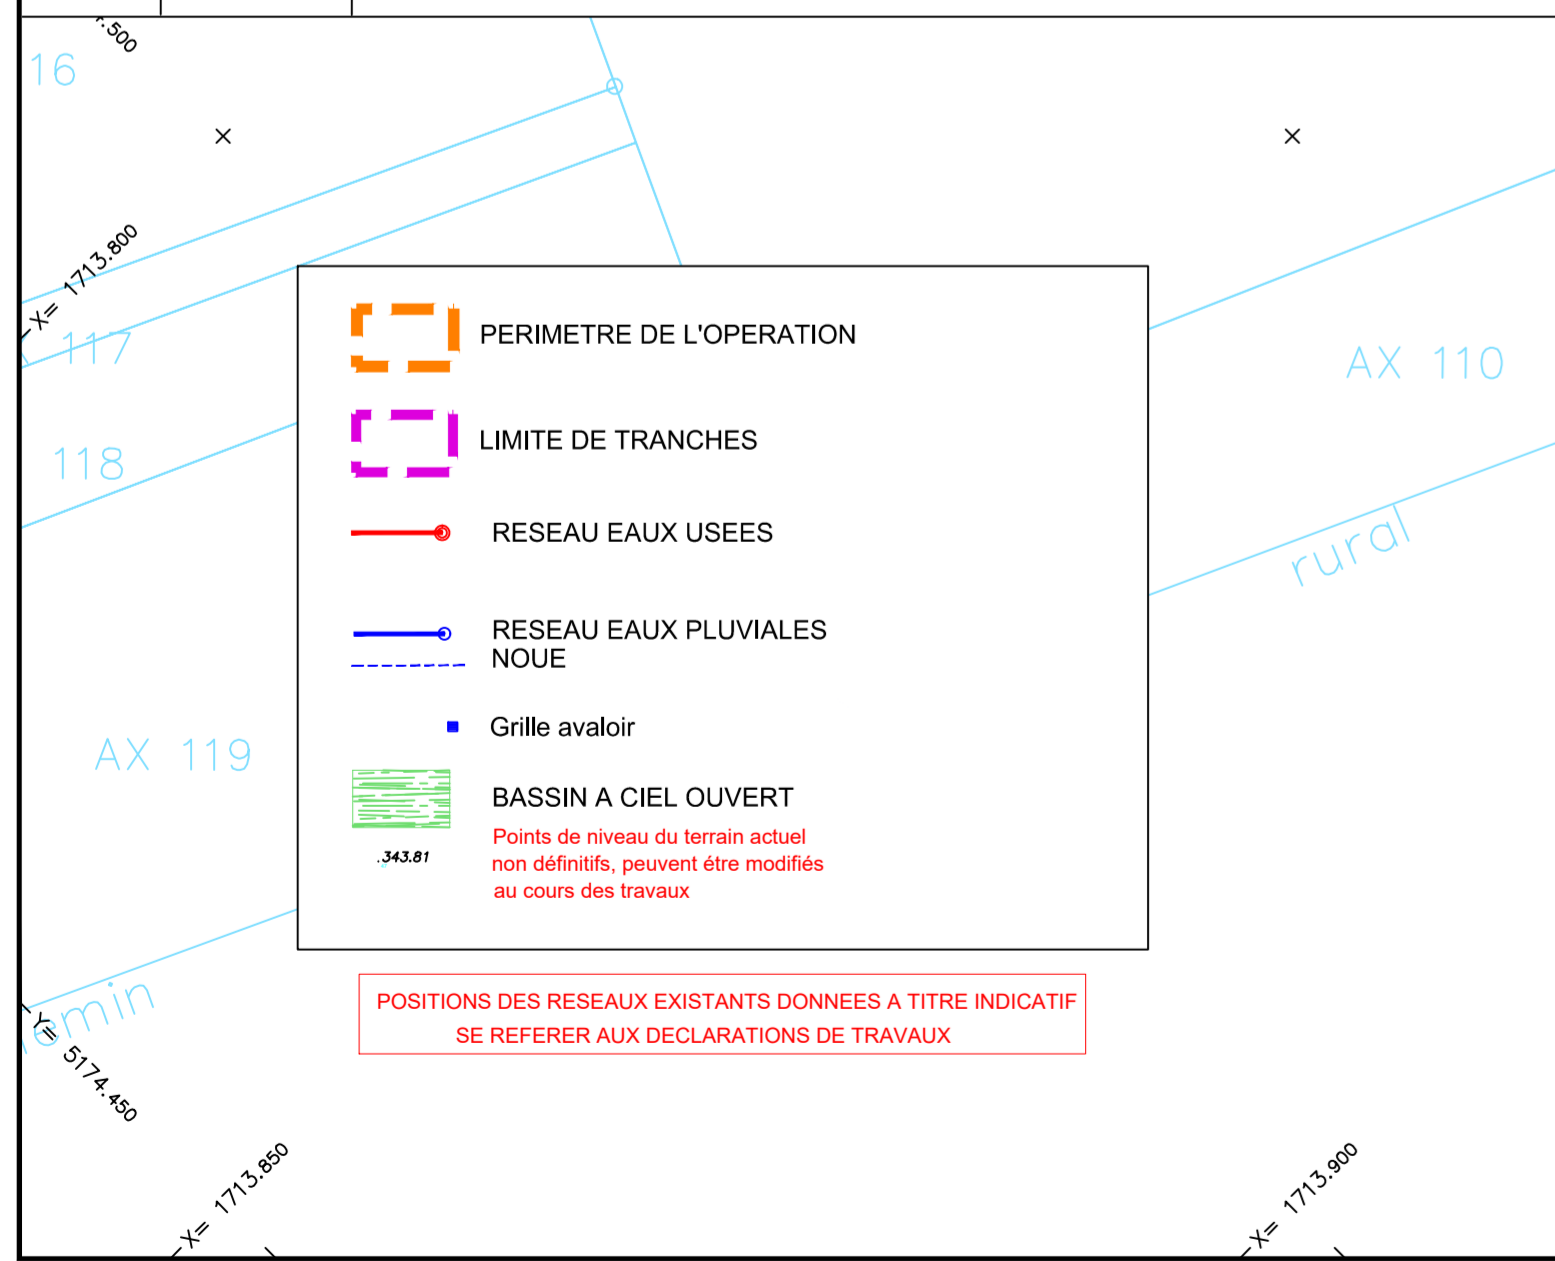 .500
16
X= 1713.800
117
118
AX 110
rural
AX 119
PERIMETRE DE L'OPERATION
LIMITE DE TRANCHES
RESEAU EAUX USEES
RESEAU EAUX PLUVIALES
NOUE
Grille avaloir
BASSIN A CIEL OUVERT
.343.81
Points de niveau du terrain actuel
non définitifs, peuvent étre modifiés
au cours des travaux
POSITIONS DES RESEAUX EXISTANTS DONNEES A TITRE INDICATIF
SE REFERER AUX DECLARATIONS DE TRAVAUX
emin
Y= 5174.450
X= 1713.850
X= 1713.900